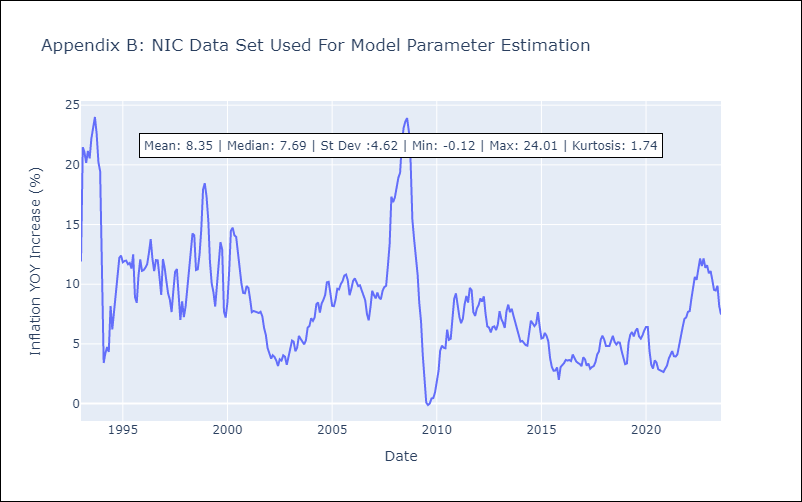 Appendix B: NIC Data Set Used For Model Parameter Estimation
25
Mean: 8.35 | Median: 7.69 | St Dev :4.62 | Min: -0.12 | Max: 24.01 | Kurtosis: 1.74
20
15
10
5
0
Inflation YOY Increase (%)
1995 2000 2005 2010 2015 2020
Date